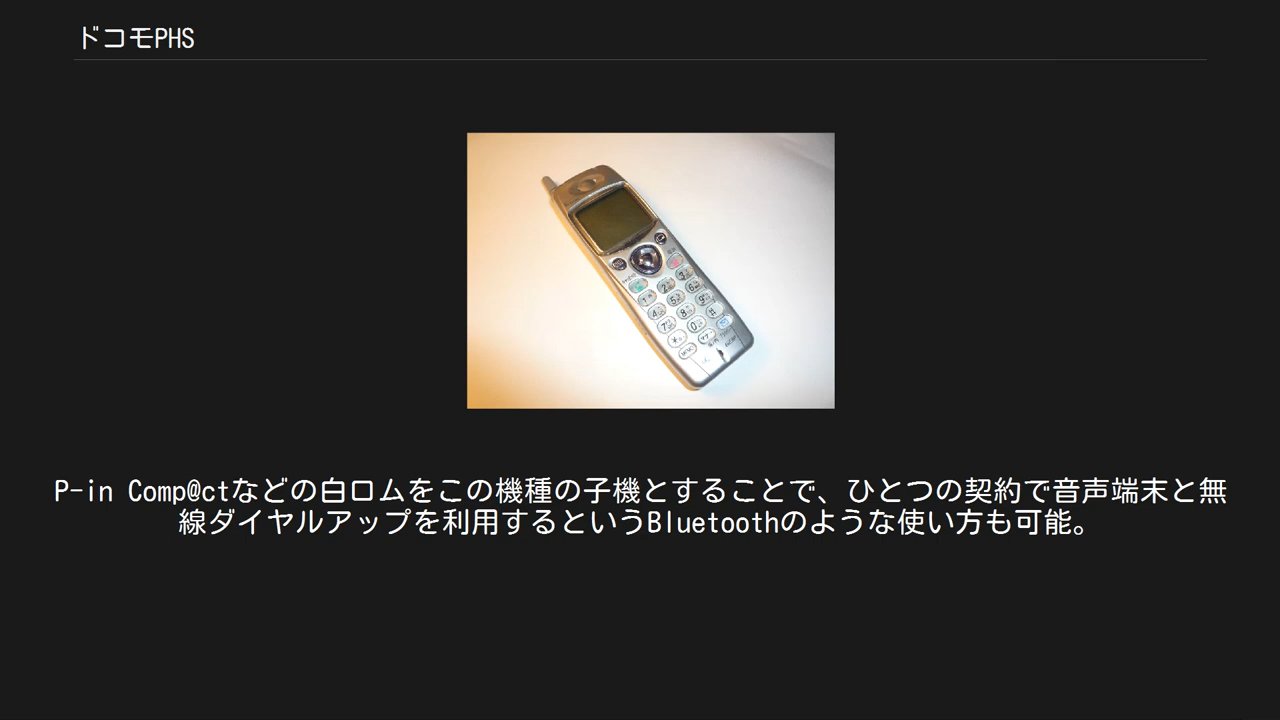 ドコモPHS
P-in Comp@ctなどの白ロムをこの機種の子機とすることで、ひとつの契約で音声端末と無
線ダイヤルアップを利用するというBluetoothのような使い方も可能。